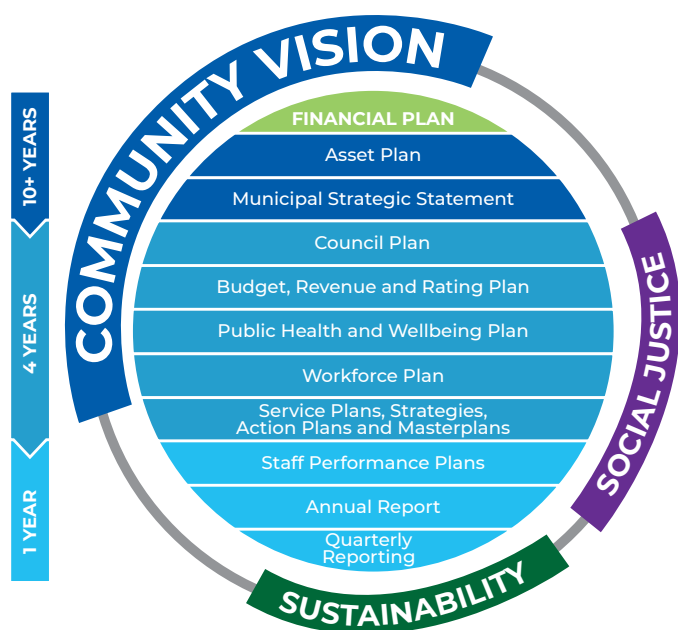 COMMUNITY VISION
10+ YEARS
4 YEARS
1 YEAR
FINANCIAL PLAN
Asset Plan
Municipal Strategic Statement
Council Plan
Budget, Revenue and Rating Plan
Public Health and Wellbeing Plan
Workforce Plan
Service Plans, Strategies,
Action Plans and Masterplans
Staff Performance Plans
Annual Report
Quarterly
Reporting
SOCIAL JUSTICE
SUSTAINABILITY